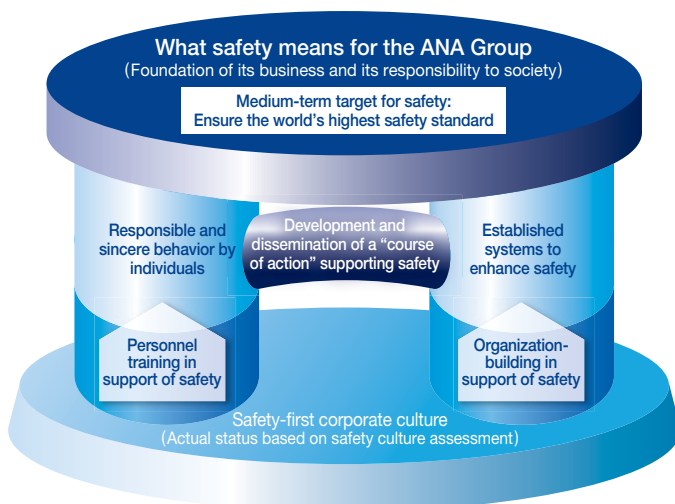 What safety means for the ANA Group
(Foundation of its business and its responsibility to society)
Medium-term target for safety:
Ensure the world's highest safety standard
Responsible and
sincere behavior by
individuals
Development and
dissemination of a “course
of action” supporting safety
Established
systems to
enhance safety
Personnel
training in
support of safety
Organization-
building in
support of safety
Safety-first corporate culture
(Actual status based on safety culture assessment)